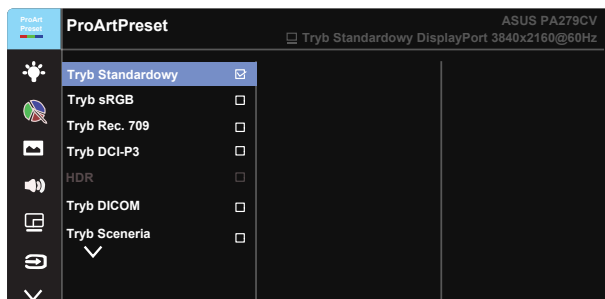 ProArt
Preset
ProArtPreset
ASUS PA279CV
Tryb Standardowy DisplayPort 3840x2160@60Hz
Tryb Standardowy
Tryb sRGB
Tryb Rec. 709
Tryb DCI-P3
HDR
Tryb DICOM
Tryb Sceneria